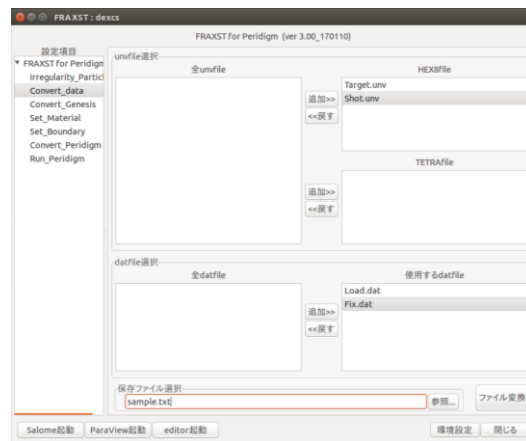 FRAXST : dexcs
FRAXST for Peridigm (ver 3.00_170110)
設定項目
FRAXST for Peridigm
Irregularity_Particl
Convert_data
Convert_Genesis
Set_Material
Set_Boundary
Convert_Peridigm
Run_Peridigm
unvfile選択
全unvfile
追加>>
<<戻す
HEX8file
Target.unv
Shot.unv
追加>>
<<戻す
TETRAfile
datfile選択
全datfile
追加>>
<<戻す
使用するdatfile
Load.dat
Fix.dat
保存ファイル選択
sample.txt
参照...
ファイル変換
Salome起動 ParaView起動 editor起動 環境設定 閉じる